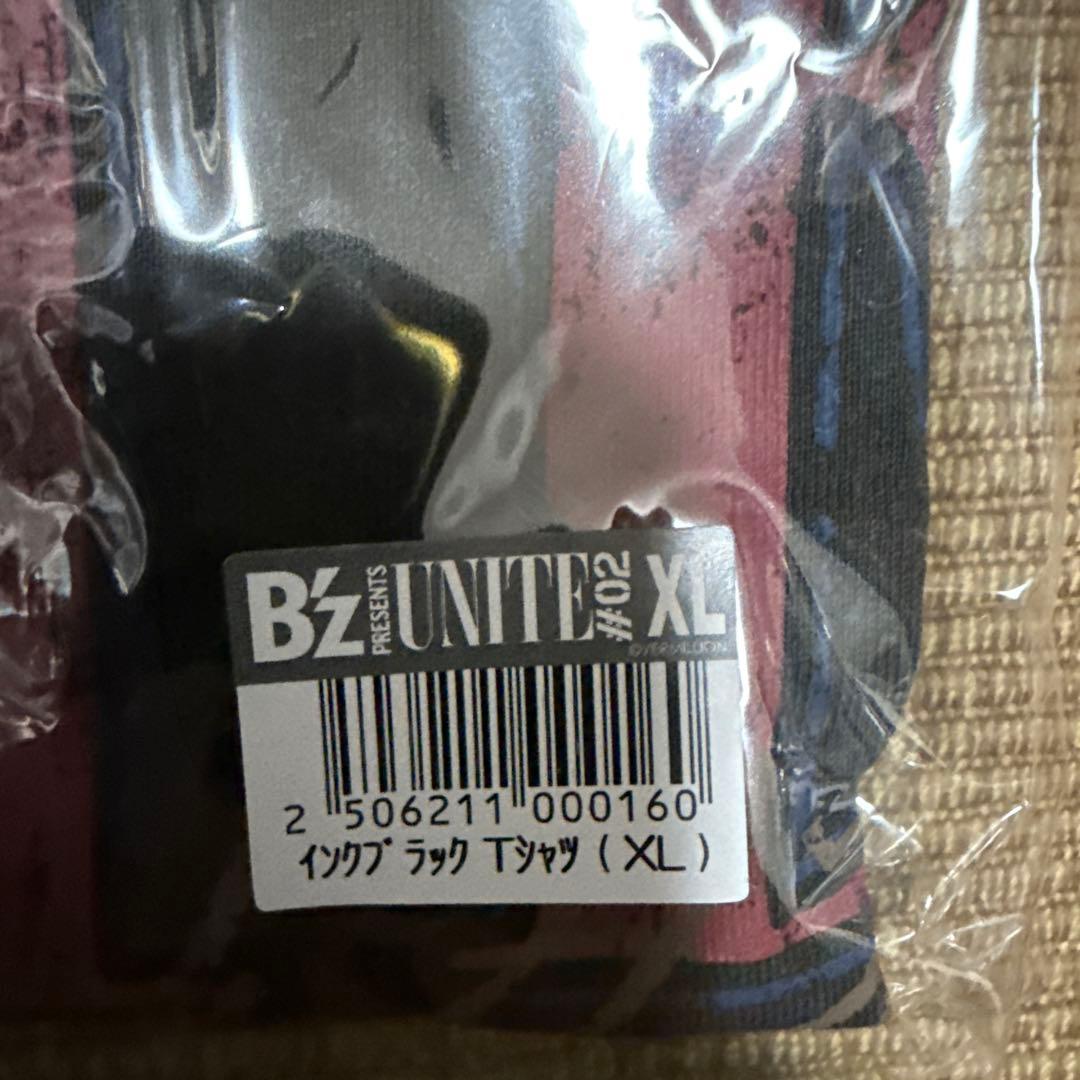 B'z PRESENTS UNITE #02 XL
©VERMILLION
2 506211 000160
インクブラックTシャツ(XL)